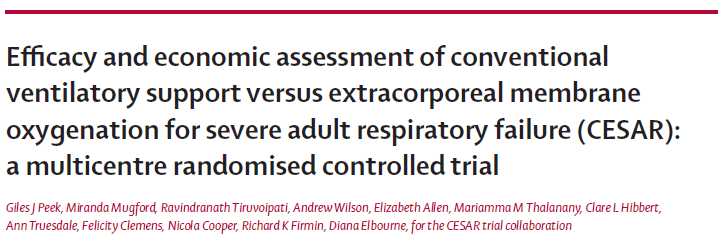 Efficacy and economic assessment of conventional
ventilatory support versus extracorporeal membrane
oxygenation for severe adult respiratory failure (CESAR):
a multicentre randomised controlled trial
Giles J Peek, Miranda Mugford, Ravindranath Tiruvoipati, Andrew Wilson, Elizabeth Allen, Mariamma M Thalanany, Clare L Hibbert,
Ann Truesdale, Felicity Clemens, Nicola Cooper, Richard K Firmin, Diana Elbourne, for the CESAR trial collaboration